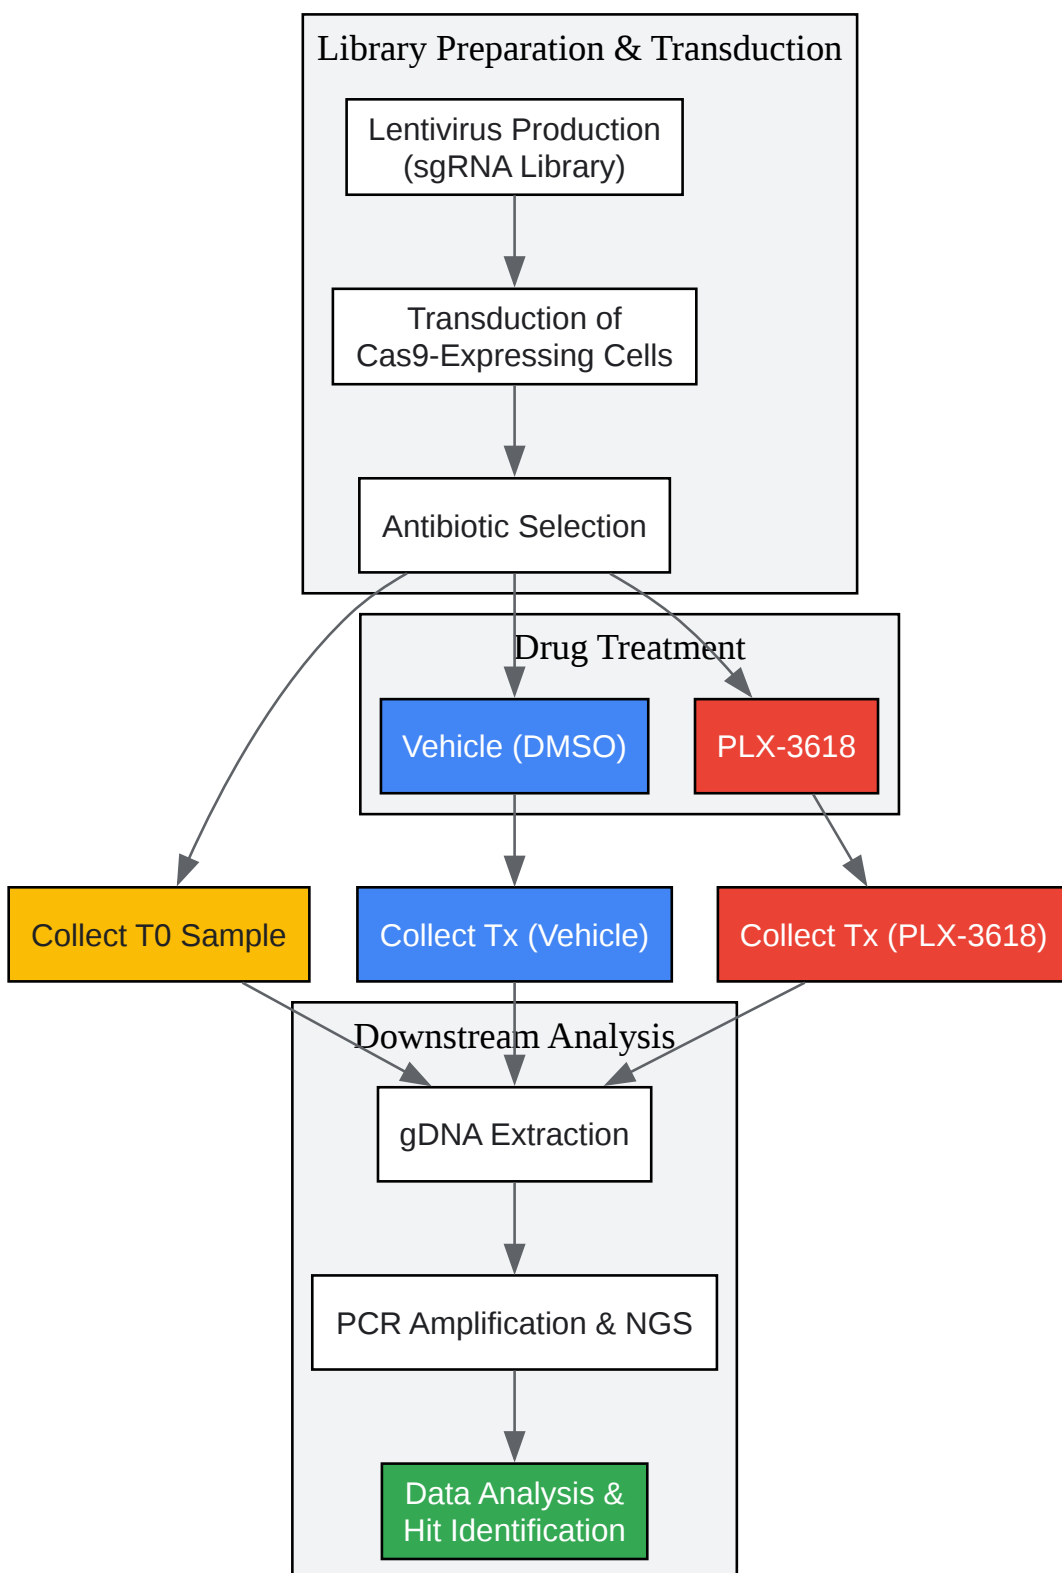 Library Preparation & Transduction
Lentivirus Production
(sgRNA Library)
Transduction of
Cas9-Expressing Cells
Antibiotic Selection
Drug Treatment
Vehicle (DMSO)
PLX-3618
Collect T0 Sample
Collect Tx (Vehicle)
Collect Tx (PLX-3618)
Downstream Analysis
gDNA Extraction
PCR Amplification & NGS
Data Analysis &
Hit Identification